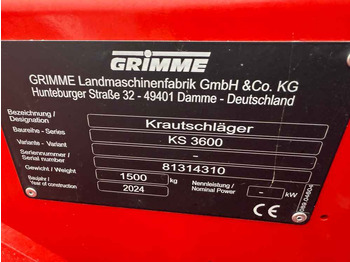 GRIMME
GRIMME Landmaschinenfabrik GmbH &Co. KG
Hunteburger Straße 32 - 49401 Damme - Deutschland
Bezeichnung / Designation Krautschläger
Baureihe - Series
Variante - Variant KS 3600
Seriennummer / Serial number 81314310
Gewicht / Weight 1500 kg Nennleistung / Nominal Power - kW
Baujahr / Year of construction 2024
CE